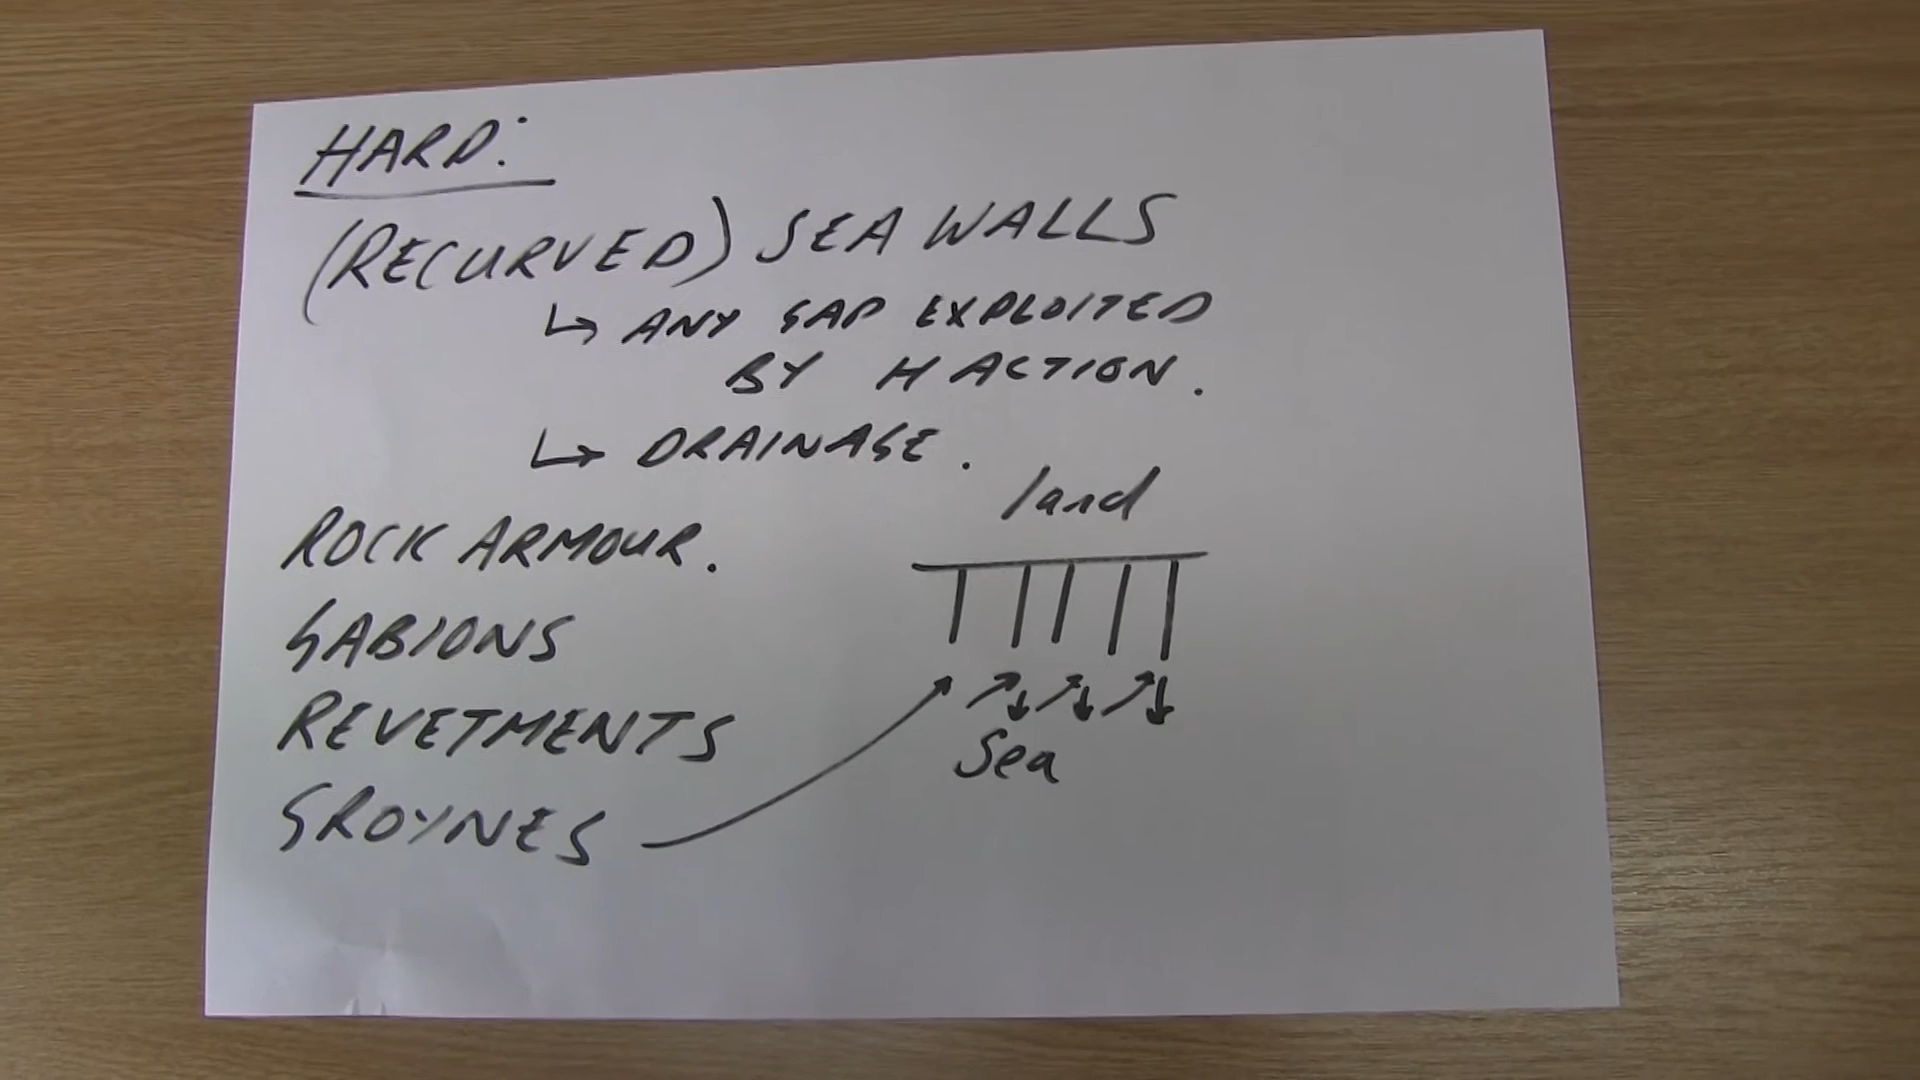 HARD:
(RECURVED) SEA WALLS
↳ ANY GAP EXPLOITED
BY H ACTION.
↳ DRAINAGE.
land
ROCK ARMOUR.
GABIONS
REVETMENTS
Sea
GROYNES